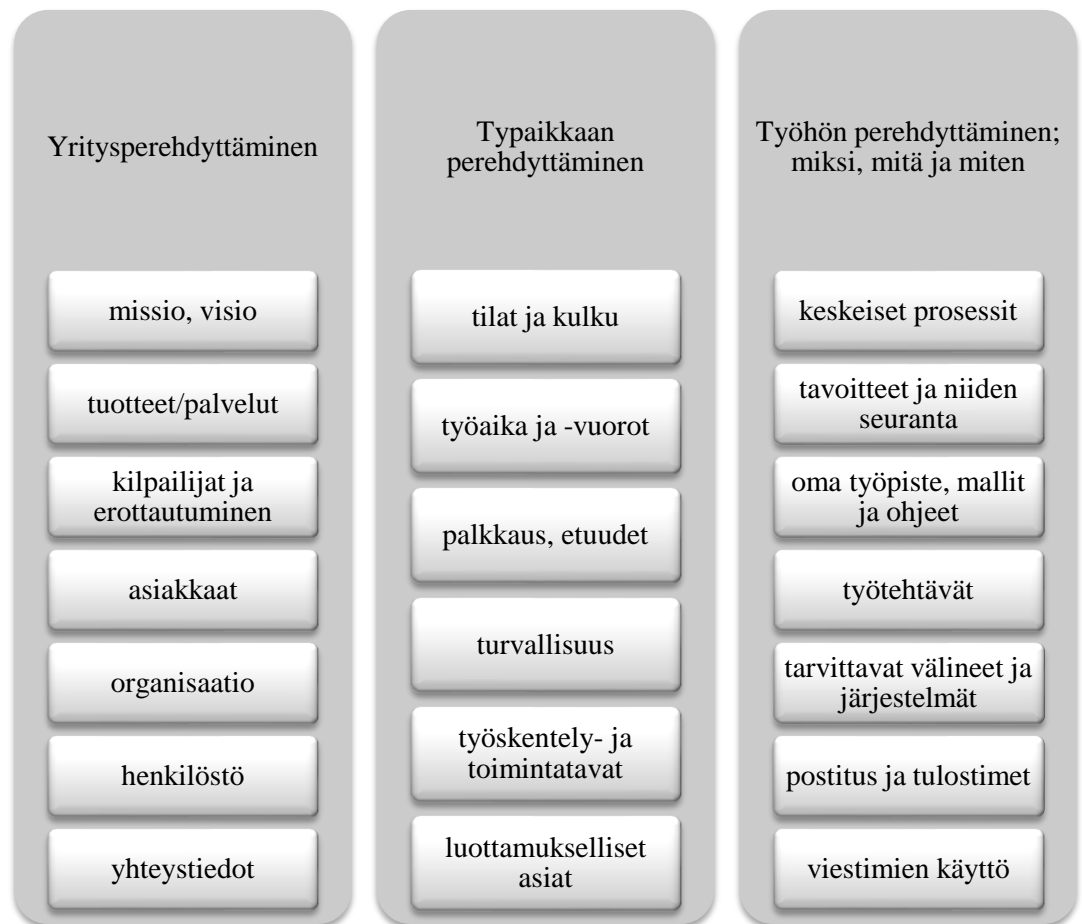 Yritysperehdyttäminen
missio, visio
tuotteet/palvelut
kilpailijat ja
erottautuminen
asiakkaat
organisaatio
henkilöstö
yhteystiedot
Typaikkaan
perehdyttäminen
tilat ja kulku
työaika ja -vuorot
palkkaus, etuudet
turvallisuus
työskentely- ja
toimintatavat
luottamukselliset
asiat
Työhön perehdyttäminen;
miksi, mitä ja miten
keskeiset prosessit
tavoitteet ja niiden
seuranta
oma työpiste, mallit
ja ohjeet
työtehtävät
tarvittavat välineet ja
järjestelmät
postitus ja tulostimet
viestimien käyttö